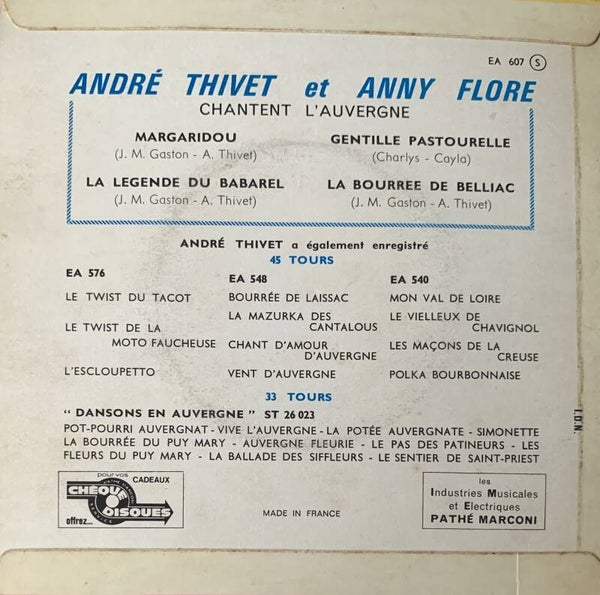 EA 607 S
ANDRÉ THIVET et ANNY FLORE
CHANTENT L'AUVERGNE
MARGARIDOU
(J. M. Gaston - A. Thivet)
GENTILLE PASTOURELLE
(Charlys - Cayla)
LA LEGENDE DU BABAREL
(J. M. Gaston - A. Thivet)
LA BOURREE DE BELLIAC
(J. M. Gaston - A. Thivet)
ANDRÉ THIVET a également enregistré
45 TOURS
EA 576
LE TWIST DU TACOT
LE TWIST DE LA
MOTO FAUCHEUSE
L'ESCLOUPETTO
EA 548
BOURRÉE DE LAISSAC
LA MAZURKA DES
CANTALOUS
CHANT D'AMOUR
D'AUVERGNE
VENT D'AUVERGNE
EA 540
MON VAL DE LOIRE
LE VIELLEUX DE
CHAVIGNOL
LES MAÇONS DE LA
CREUSE
POLKA BOURBONNAISE
33 TOURS
" DANSONS EN AUVERGNE " ST 26 023
POT-POURRI AUVERGNAT - VIVE L'AUVERGNE - LA POTÉE AUVERGNATE - SIMONETTE
LA BOURRÉE DU PUY MARY - AUVERGNE FLEURIE - LE PAS DES PATINEURS - LES
FLEURS DU PUY MARY - LA BALLADE DES SIFFLEURS - LE SENTIER DE SAINT-PRIEST
I.D.N.
pour vos CADEAUX
CHÈQUE
DISQUES
offrez...
MADE IN FRANCE
les
Industries Musicales
et Electriques
PATHÉ MARCONI